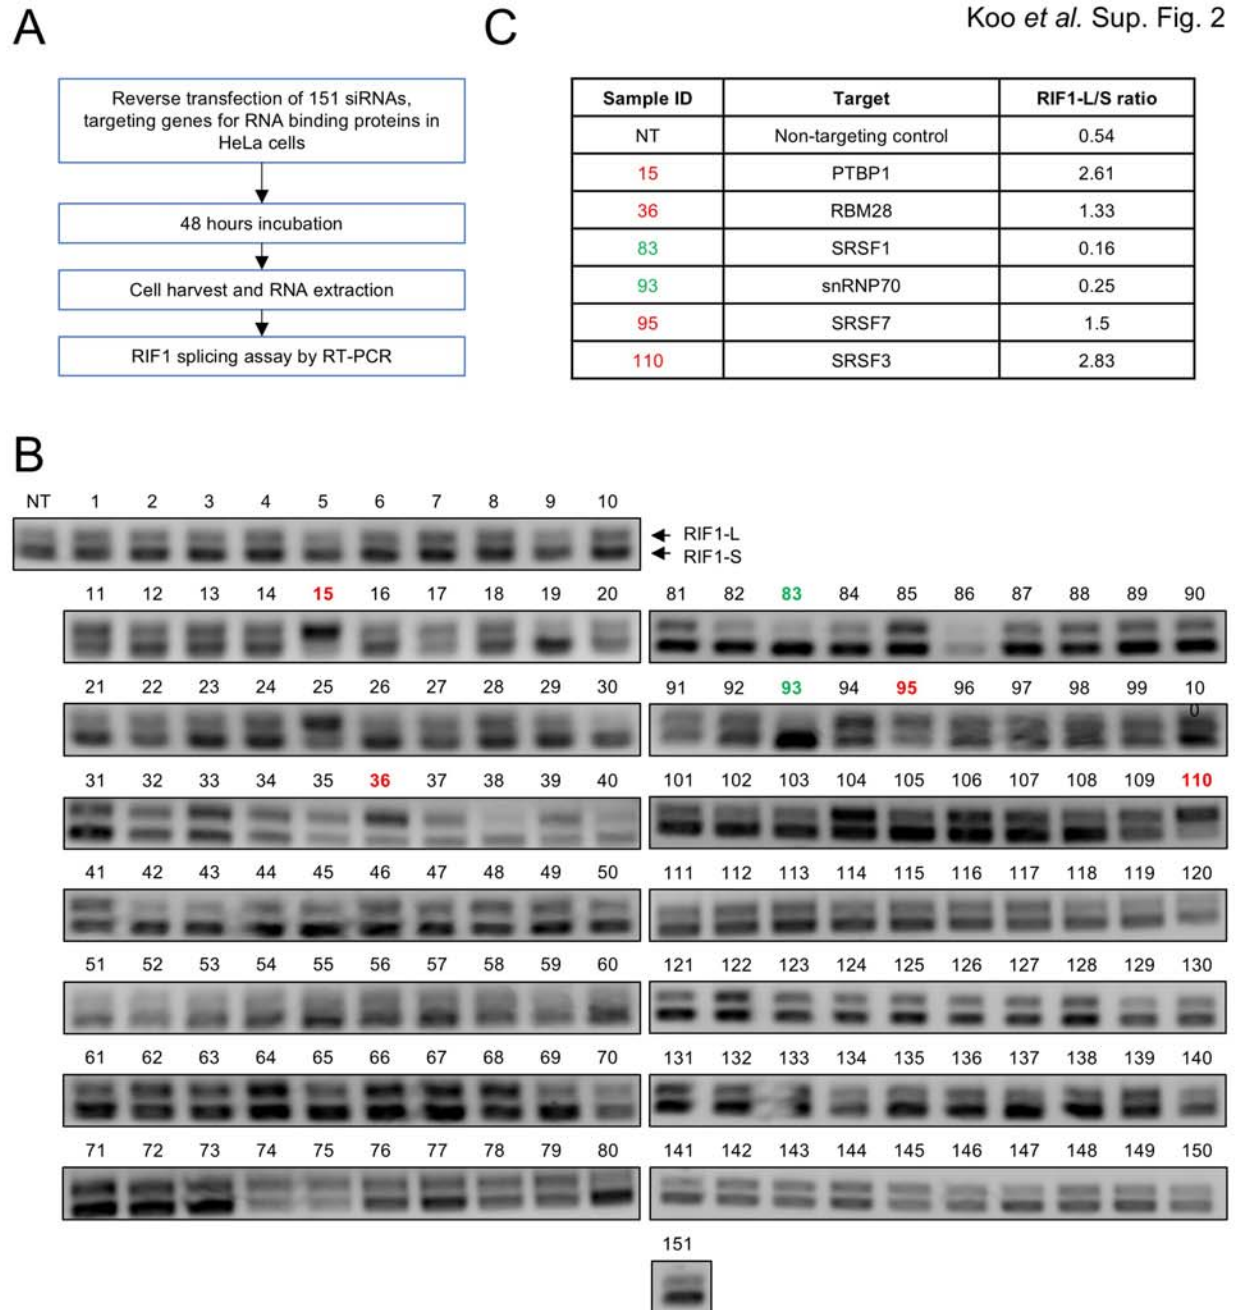 A
C
Koo et al. Sup. Fig. 2
Reverse transfection of 151 siRNAs,
targeting genes for RNA binding proteins in
HeLa cells
48 hours incubation
Cell harvest and RNA extraction
RIF1 splicing assay by RT-PCR
Sample ID Target RIF1-L/S ratio
NT Non-targeting control 0.54
15 PTBP1 2.61
36 RBM28 1.33
83 SRSF1 0.16
93 snRNP70 0.25
95 SRSF7 1.5
110 SRSF3 2.83
B
NT 1 2 3 4 5 6 7 8 9 10
RIF1-L
RIF1-S
11 12 13 14 15 16 17 18 19 20
81 82 83 84 85 86 87 88 89 90
21 22 23 24 25 26 27 28 29 30
91 92 93 94 95 96 97 98 99 10
0
31 32 33 34 35 36 37 38 39 40
101 102 103 104 105 106 107 108 109 110
41 42 43 44 45 46 47 48 49 50
111 112 113 114 115 116 117 118 119 120
51 52 53 54 55 56 57 58 59 60
121 122 123 124 125 126 127 128 129 130
61 62 63 64 65 66 67 68 69 70
131 132 133 134 135 136 137 138 139 140
71 72 73 74 75 76 77 78 79 80
141 142 143 144 145 146 147 148 149 150
151